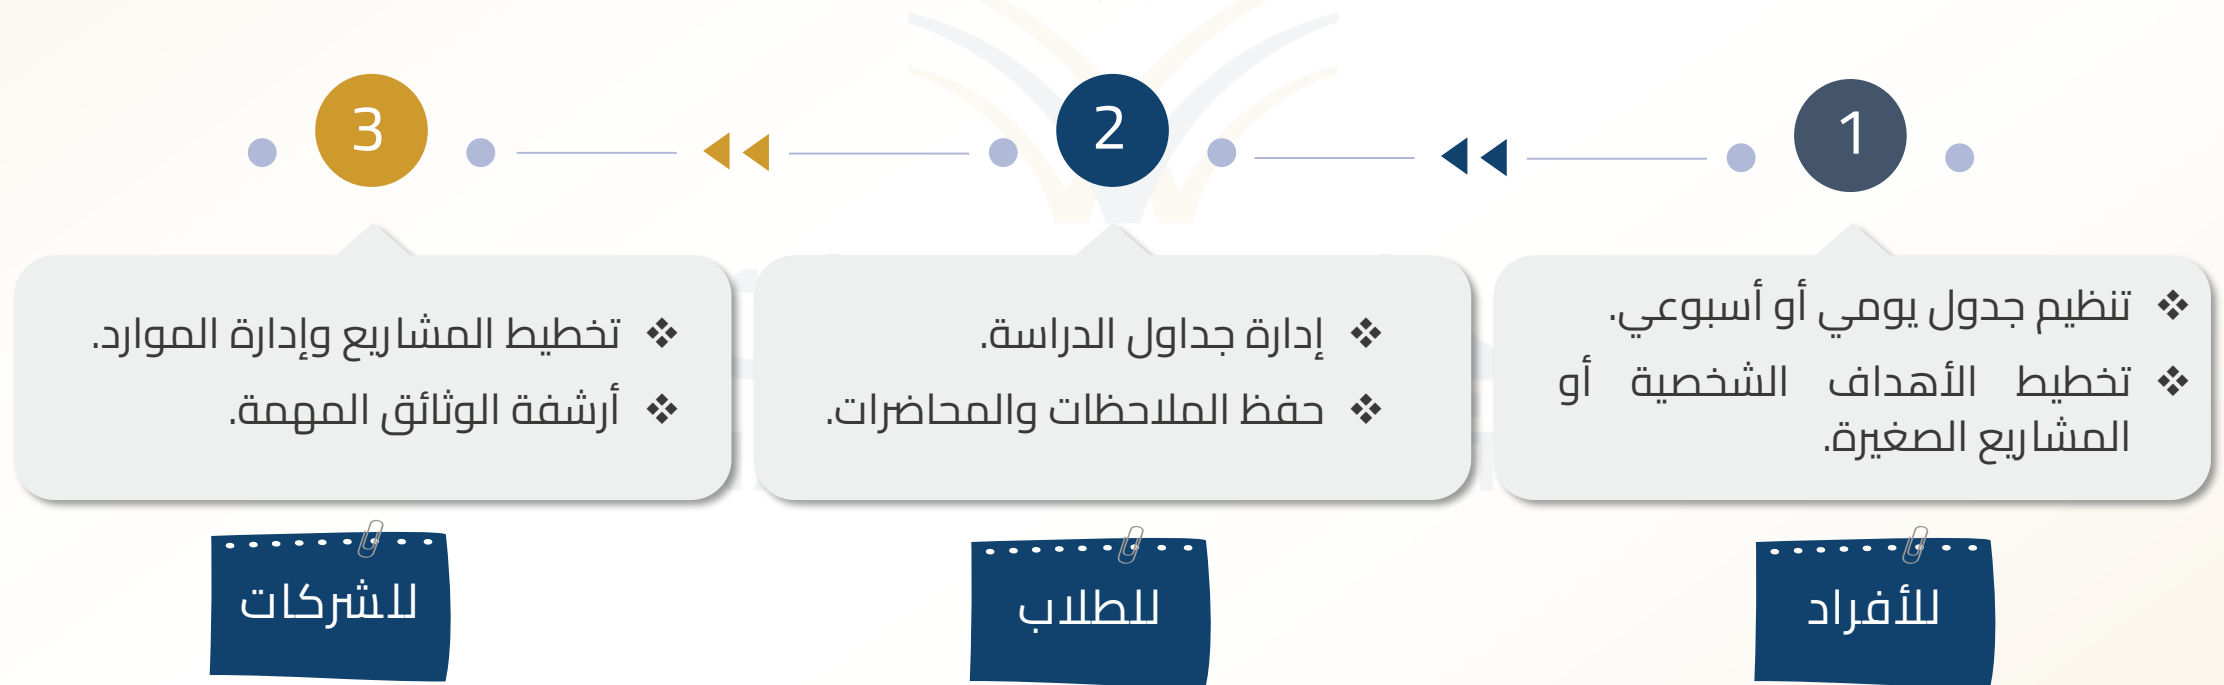 1
2
3
تنظيم جدول يومي أو أسبوعي.
تخطيط الأهداف الشخصية أو
المشاريع الصغيرة.
إدارة جداول الدراسة.
حفظ الملاحظات والمحاضرات.
تخطيط المشاريع وإدارة الموارد.
أرشفة الوثائق المهمة.
للأفراد
للطلاب
للشركات